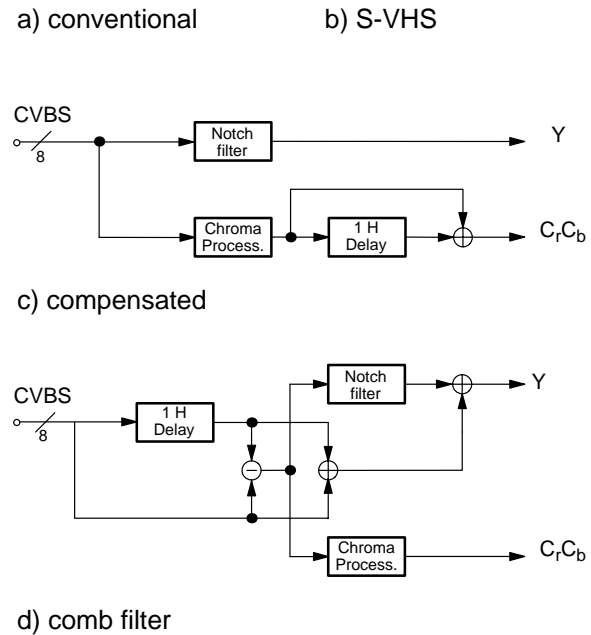 a) conventional
b) S-VHS
CVBS
8
Notch
filter
Y
Chroma
Process.
1 H
Delay
CrCb
c) compensated
CVBS
8
1 H
Delay
Notch
filter
Y
Chroma
Process.
CrCb
d) comb filter